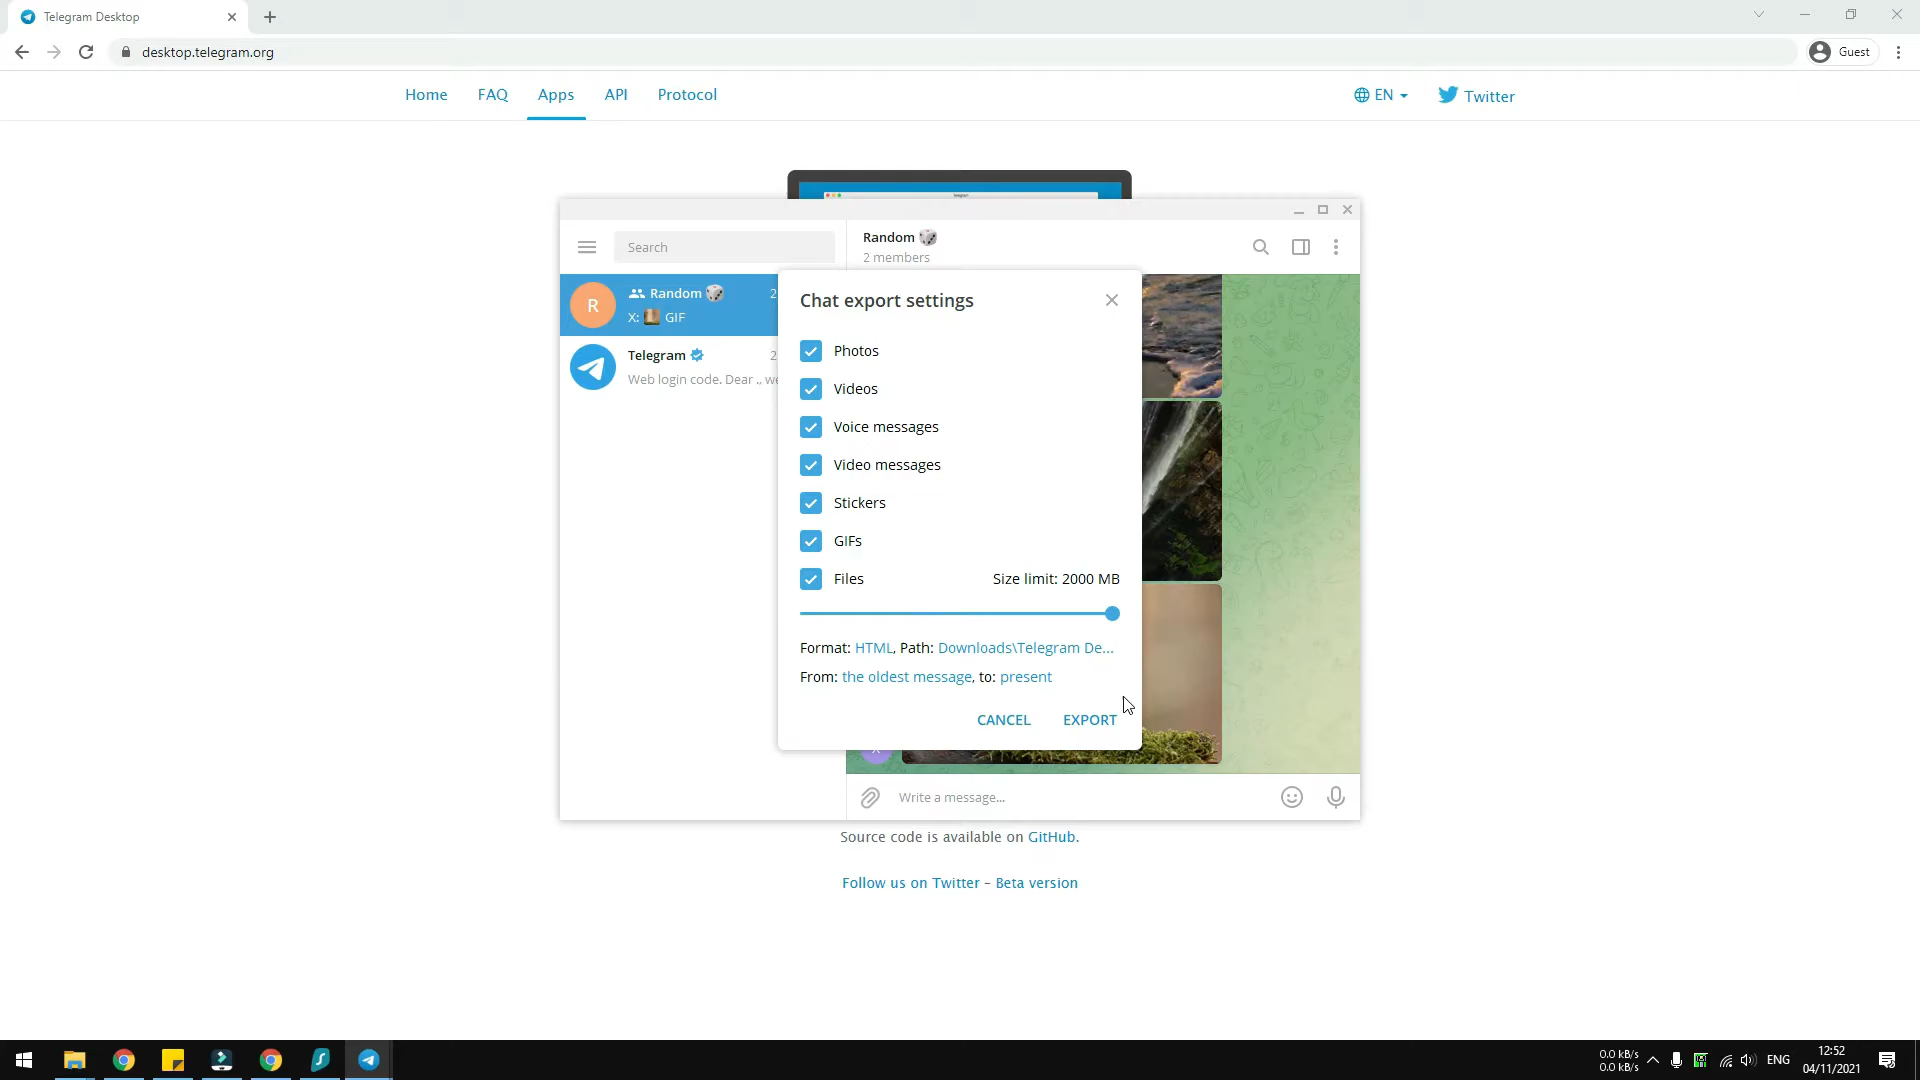 Telegram Desktop
desktop.telegram.org
Guest
Home FAQ Apps API Protocol
EN
Twitter
Search
Random
2 members
R
Random
2
X: GIF
Telegram
2
Web login code. Dear ., we
Chat export settings
Photos
Videos
Voice messages
Video messages
Stickers
GIFs
Files Size limit: 2000 MB
Format: HTML, Path: Downloads\Telegram De...
From: the oldest message, to: present
CANCEL EXPORT
X
Write a message...
Source code is available on GitHub.
Follow us on Twitter – Beta version
0.0 kB/s
0.0 kB/s
ENG
12:52
04/11/2021